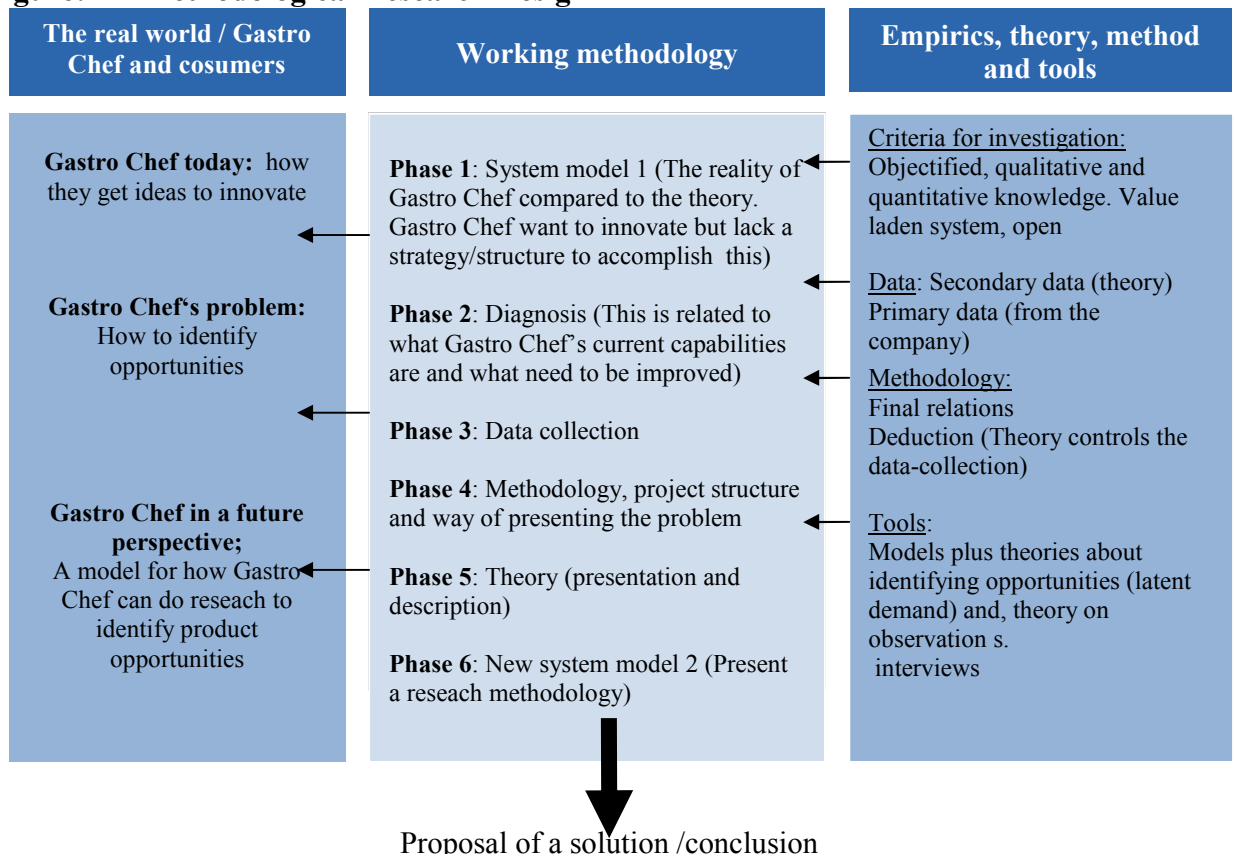 The real world / Gastro
Chef and cosumers
Working methodology
Empirics, theory, method
and tools
Gastro Chef today: how
they get ideas to innovate
Gastro Chef‘s problem:
How to identify
opportunities
Gastro Chef in a future
perspective;
A model for how Gastro
Chef can do reseach to
identify product
opportunities
Phase 1: System model 1 (The reality of
Gastro Chef compared to the theory.
Gastro Chef want to innovate but lack a
strategy/structure to accomplish this)
Phase 2: Diagnosis (This is related to
what Gastro Chef’s current capabilities
are and what need to be improved)
Phase 3: Data collection
Phase 4: Methodology, project structure
and way of presenting the problem
Phase 5: Theory (presentation and
description)
Phase 6: New system model 2 (Present
a reseach methodology)
Criteria for investigation:
Objectified, qualitative and
quantitative knowledge. Value
laden system, open
Data: Secondary data (theory)
Primary data (from the
company)
Methodology:
Final relations
Deduction (Theory controls the
data-collection)
Tools:
Models plus theories about
identifying opportunities (latent
demand) and, theory on
observation s.
interviews
Proposal of a solution /conclusion